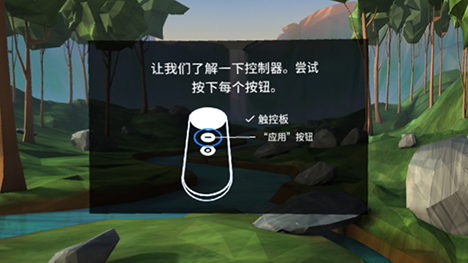 让我们了解一下控制器。尝试
按下每个按钮。
触控板
“应用”按钮